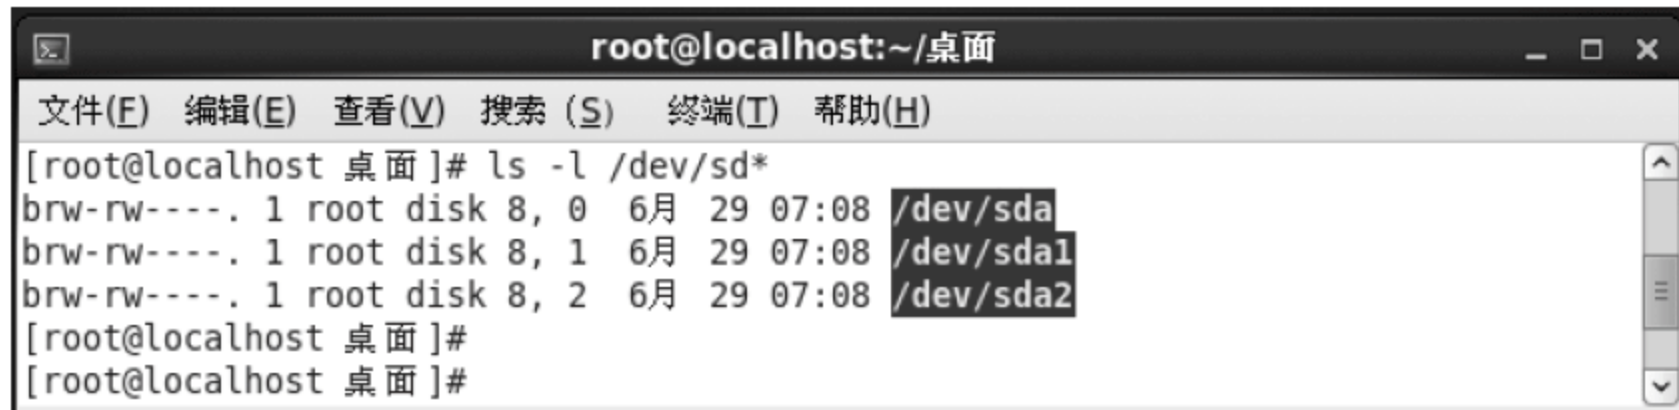 root@localhost:~/桌面
文件(F) 编辑(E) 查看(V) 搜索 (S) 终端(T) 帮助(H)
[root@localhost 桌面]# ls -l /dev/sd*
brw-rw----. 1 root disk 8, 0 6月 29 07:08 /dev/sda
brw-rw----. 1 root disk 8, 1 6月 29 07:08 /dev/sda1
brw-rw----. 1 root disk 8, 2 6月 29 07:08 /dev/sda2
[root@localhost 桌面]#
[root@localhost 桌面]#